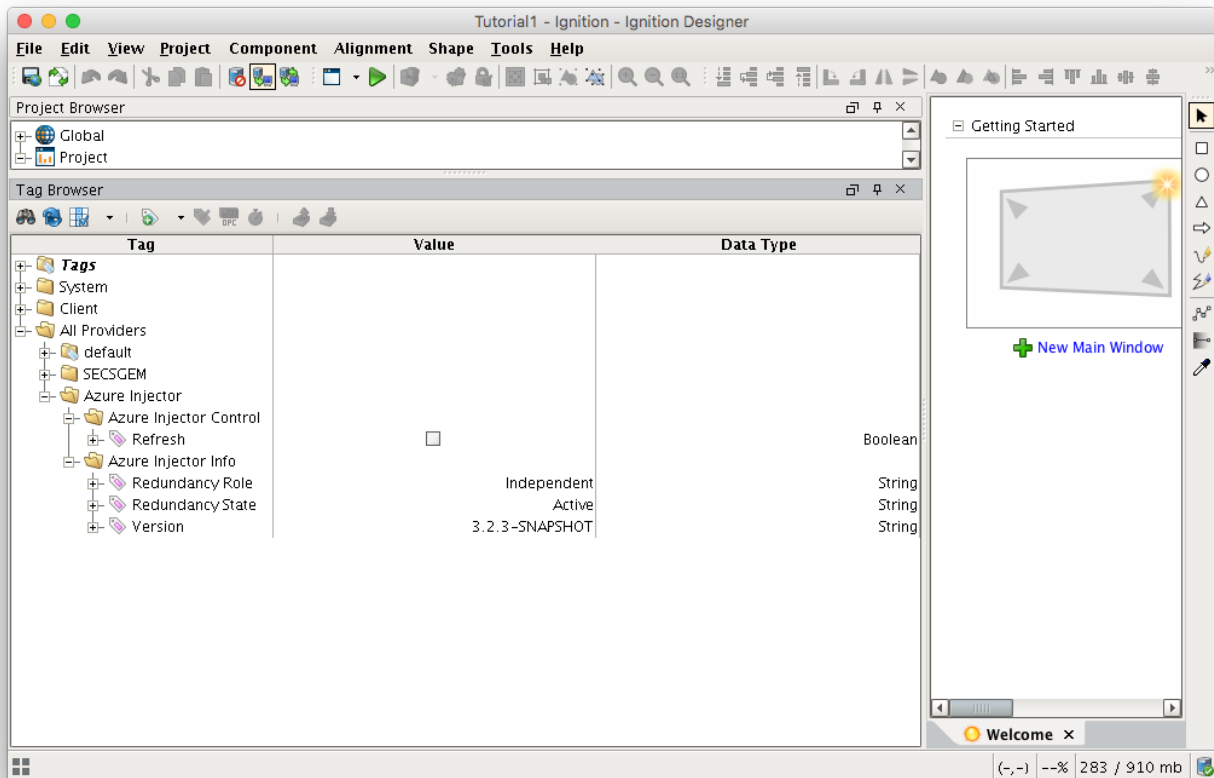 Tutorial1 - Ignition - Ignition Designer
File Edit View Project Component Alignment Shape Tools Help
Project Browser
Global
Project
Tag Browser
OPC
Tag Value Data Type
Tags
System
Client
All Providers
default
SECSGEM
Azure Injector
Azure Injector Control
Refresh Boolean
Azure Injector Info
Redundancy Role Independent String
Redundancy State Active String
Version 3.2.3-SNAPSHOT String
Getting Started
New Main Window
Welcome
(-,-) --% 283 / 910 mb